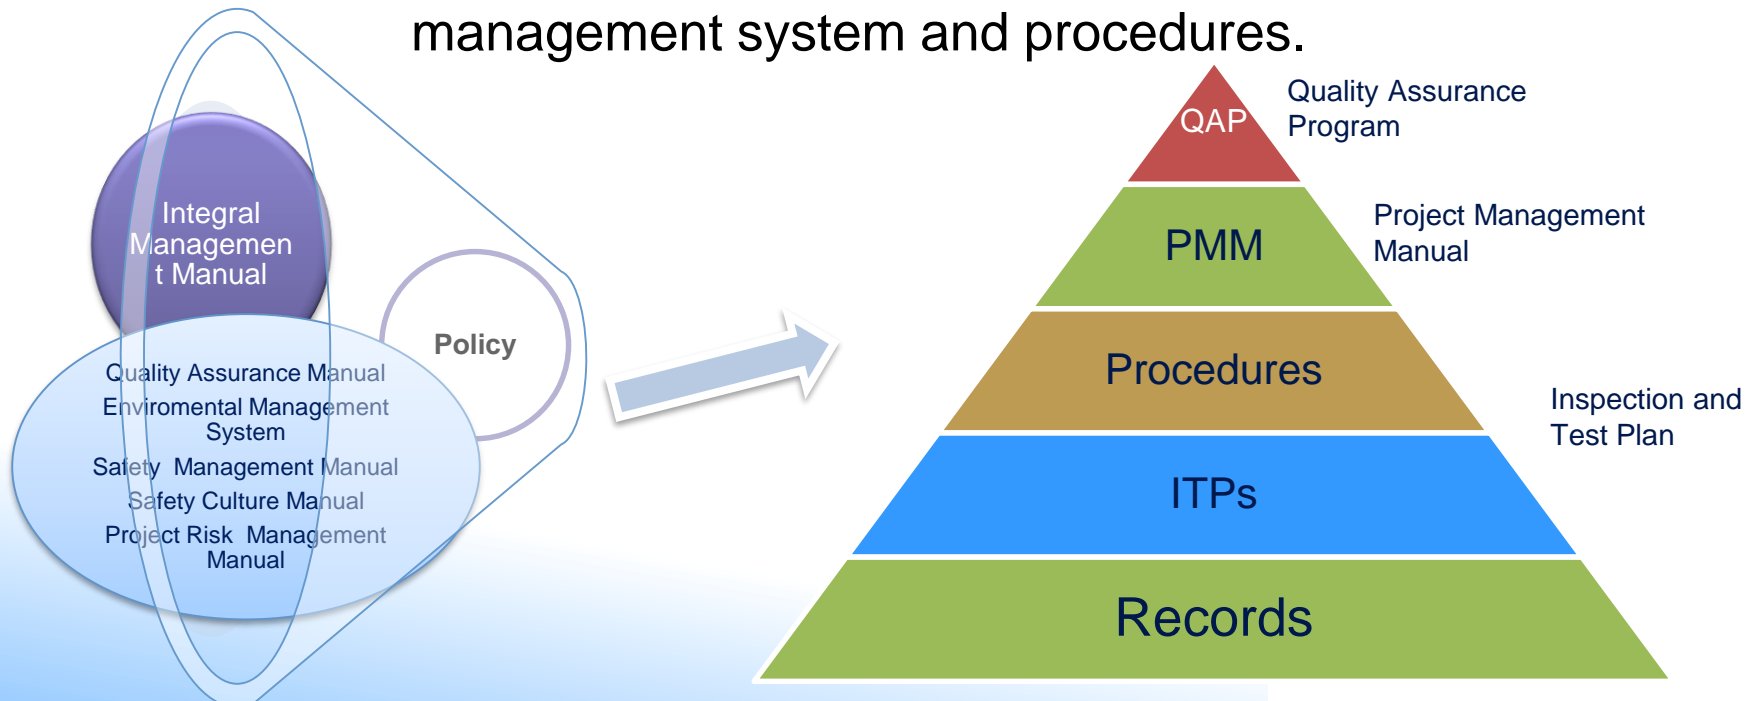 management system and procedures.
Integral
Managemen
t Manual
Policy
Quality Assurance Manual
Enviromental Management
System
Safety Management Manual
Safety Culture Manual
Project Risk Management
Manual
QAP
Quality Assurance
Program
PMM
Project Management
Manual
Procedures
Inspection and
Test Plan
ITPs
Records